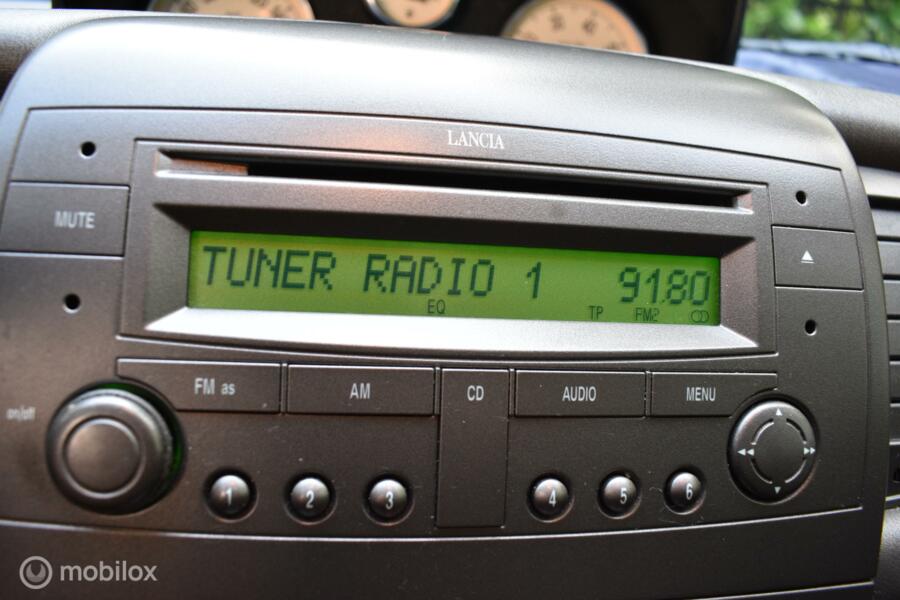 LANCIA
MUTE
TUNER RADIO 1 91.80
EQ TP FM2
FM as AM CD AUDIO MENU
on/off
1 2 3 4 5 6
mobilox